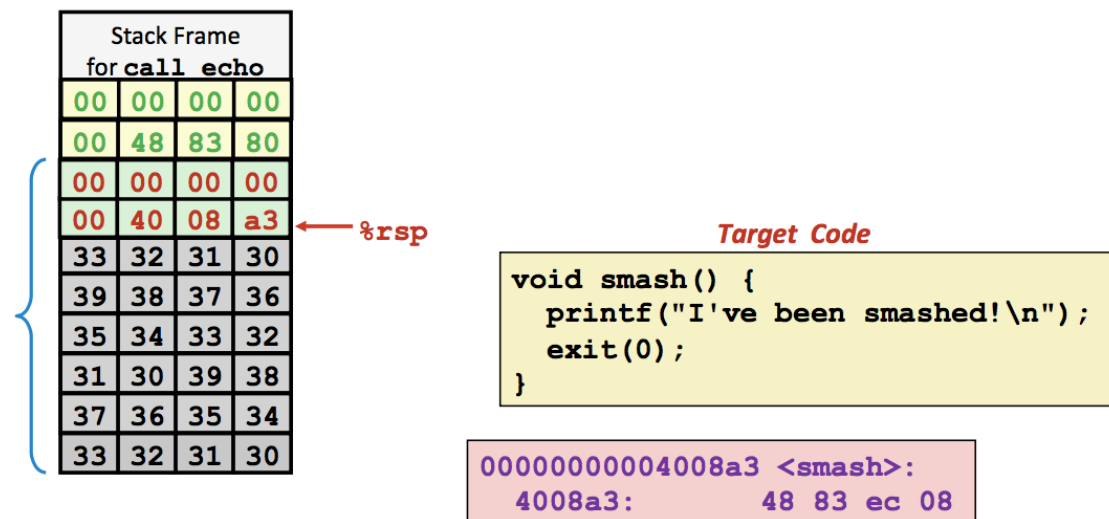 Stack Frame
for call echo
00 00 00 00
00 48 83 80
00 00 00 00
00 40 08 a3
%rsp
33 32 31 30
39 38 37 36
35 34 33 32
31 30 39 38
37 36 35 34
33 32 31 30
Target Code
void smash() {
  printf("I've been smashed!\n");
  exit(0);
}
00000000004008a3 <smash>:
  4008a3:       48 83 ec 08